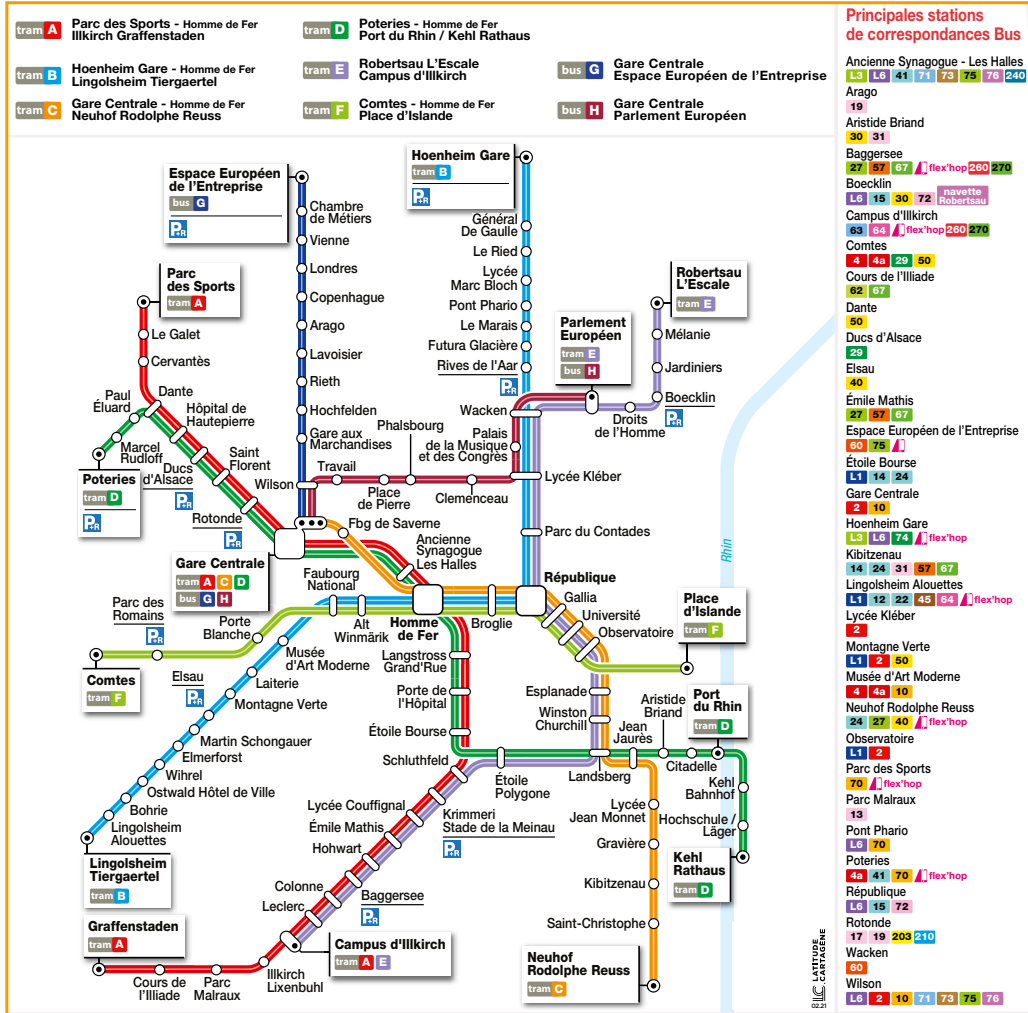 tram A Parc des Sports - Homme de Fer
Illkirch Graffenstaden
tram B Hoenheim Gare - Homme de Fer
Lingolsheim Tiergaertel
tram C Gare Centrale - Homme de Fer
Neuhof Rodolphe Reuss
tram D Poteries - Homme de Fer
Port du Rhin / Kehl Rathaus
tram E Robertsau L'Escale
Campus d'Illkirch
tram F Comtes - Homme de Fer
Place d'Islande
bus G Gare Centrale
Espace Européen de l'Entreprise
bus H Gare Centrale
Parlement Européen
Espace Européen
de l'Entreprise
bus G
P+R
Chambre
de Métiers
Vienne
Londres
Copenhague
Arago
Lavoisier
Rieth
Hochfelden
Gare aux
Marchandises
Wilson
Hoenheim Gare
tram B
P+R
Général
De Gaulle
Le Ried
Lycée
Marc Bloch
Pont Phario
Le Marais
Futura Glacière
Rives de l'Aar
P+R
Wacken
Palais
de la Musique
et des Congrès
Lycée Kléber
Parc du Contades
Robertsau
L'Escale
tram E
Mélanie
Jardiniers
Boecklin
P+R
Droits
de l'Homme
Parlement
Européen
tram E
bus H
Parc
des Sports
tram A
Le Galet
Cervantès
Dante
Paul
Éluard
Marcel
Rudloff
Poteries
tram D
P+R
Hôpital de
Hautepierre
Ducs
d'Alsace
P+R
Saint
Florent
Rotonde
P+R
Travail
Phalsbourg
Place
de Pierre
Clemenceau
Fbg de Saverne
Gare Centrale
tram A C D
bus G H
Ancienne
Synagogue
Les Halles
Faubourg
National
Alt
Winmärik
Homme
de Fer
Broglie
République
Gallia
Université
Observatoire
Place
d'Islande
tram F
Rhin
Parc des
Romains
P+R
Porte
Blanche
Comtes
tram F
Musée
d'Art Moderne
Laiterie
Elsau
P+R
Montagne Verte
Martin Schongauer
Elmerforst
Wihrel
Ostwald Hôtel de Ville
Bohrie
Lingolsheim
Alouettes
Lingolsheim
Tiergaertel
tram B
Langstross
Grand'Rue
Porte de
l'Hôpital
Étoile Bourse
Schluthfeld
Étoile
Polygone
Landsberg
Esplanade
Winston
Churchill
Jean
Jaurès
Aristide
Briand
Citadelle
Port
du Rhin
tram D
Kehl
Bahnhof
Hochschule /
Läger
Kehl
Rathaus
tram D
Lycée
Jean Monnet
Gravière
Kibitzenau
Saint-Christophe
Neuhof
Rodolphe Reuss
tram C
Krimmeri
Stade de la Meinau
P+R
Lycée Couffignal
Émile Mathis
Hohwart
Baggersee
P+R
Colonne
Leclerc
Campus d'Illkirch
tram A E
Illkirch
Lixenbuhl
Parc
Malraux
Cours de
l'Illiade
Graffenstaden
tram A
LATITUDE
CARTAGÈNE
02.21
Principales stations
de correspondances Bus
Ancienne Synagogue - Les Halles
L3 L6 41 71 73 75 76 240
Arago
19
Aristide Briand
30 31
Baggersee
27 57 67 flex'hop 260 270
Boecklin
L6 15 30 72 navette
Robertsau
Campus d'Illkirch
63 64 flex'hop 260 270
Comtes
4 4a 29 50
Cours de l'Illiade
62 67
Dante
50
Ducs d'Alsace
29
Elsau
40
Émile Mathis
27 57 67
Espace Européen de l'Entreprise
60 75
Étoile Bourse
L1 14 24
Gare Centrale
2 10
Hoenheim Gare
L3 L6 74 flex'hop
Kibitzenau
14 24 31 57 67
Lingolsheim Alouettes
L1 12 22 45 64 flex'hop
Lycée Kléber
2
Montagne Verte
L1 2 50
Musée d'Art Moderne
4 4a 10
Neuhof Rodolphe Reuss
24 27 40 flex'hop
Observatoire
L1 2
Parc des Sports
70 flex'hop
Parc Malraux
13
Pont Phario
L6 70
Poteries
4a 41 70 flex'hop
République
L6 15 72
Rotonde
17 19 203 210
Wacken
60
Wilson
L6 2 10 71 73 75 76